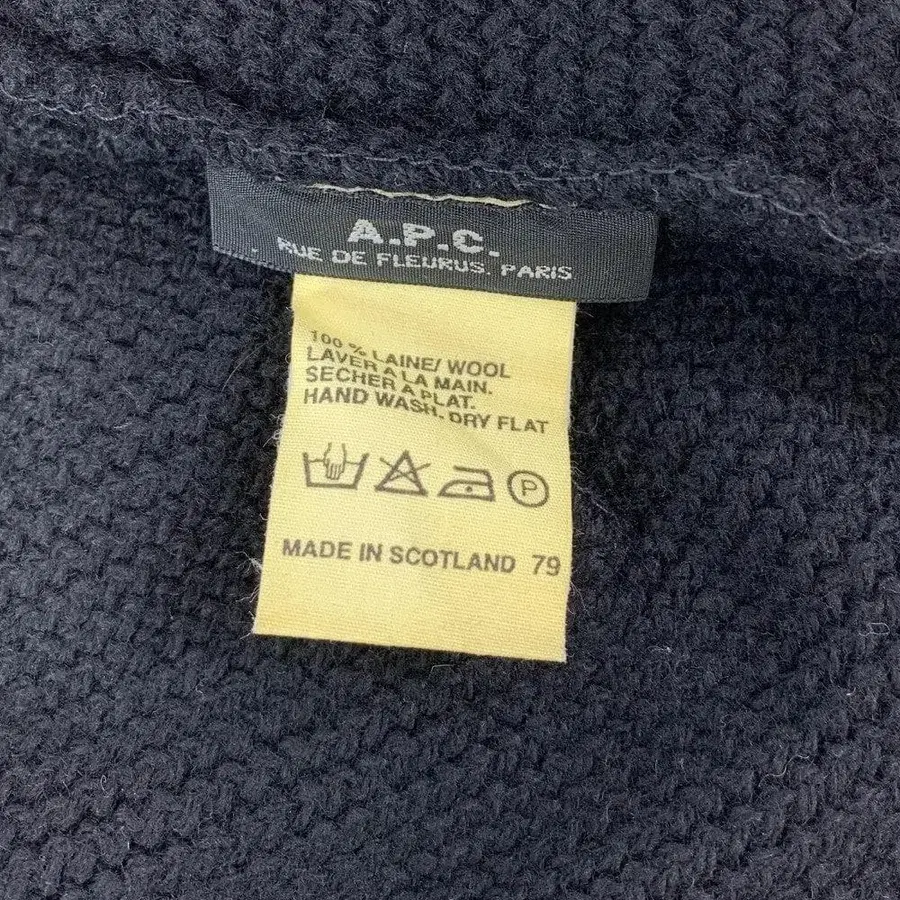 A.P.C.
RUE DE FLEURUS. PARIS
100 % LAINE/ WOOL
LAVER A LA MAIN.
SECHER A PLAT.
HAND WASH. DRY FLAT
P
MADE IN SCOTLAND 79